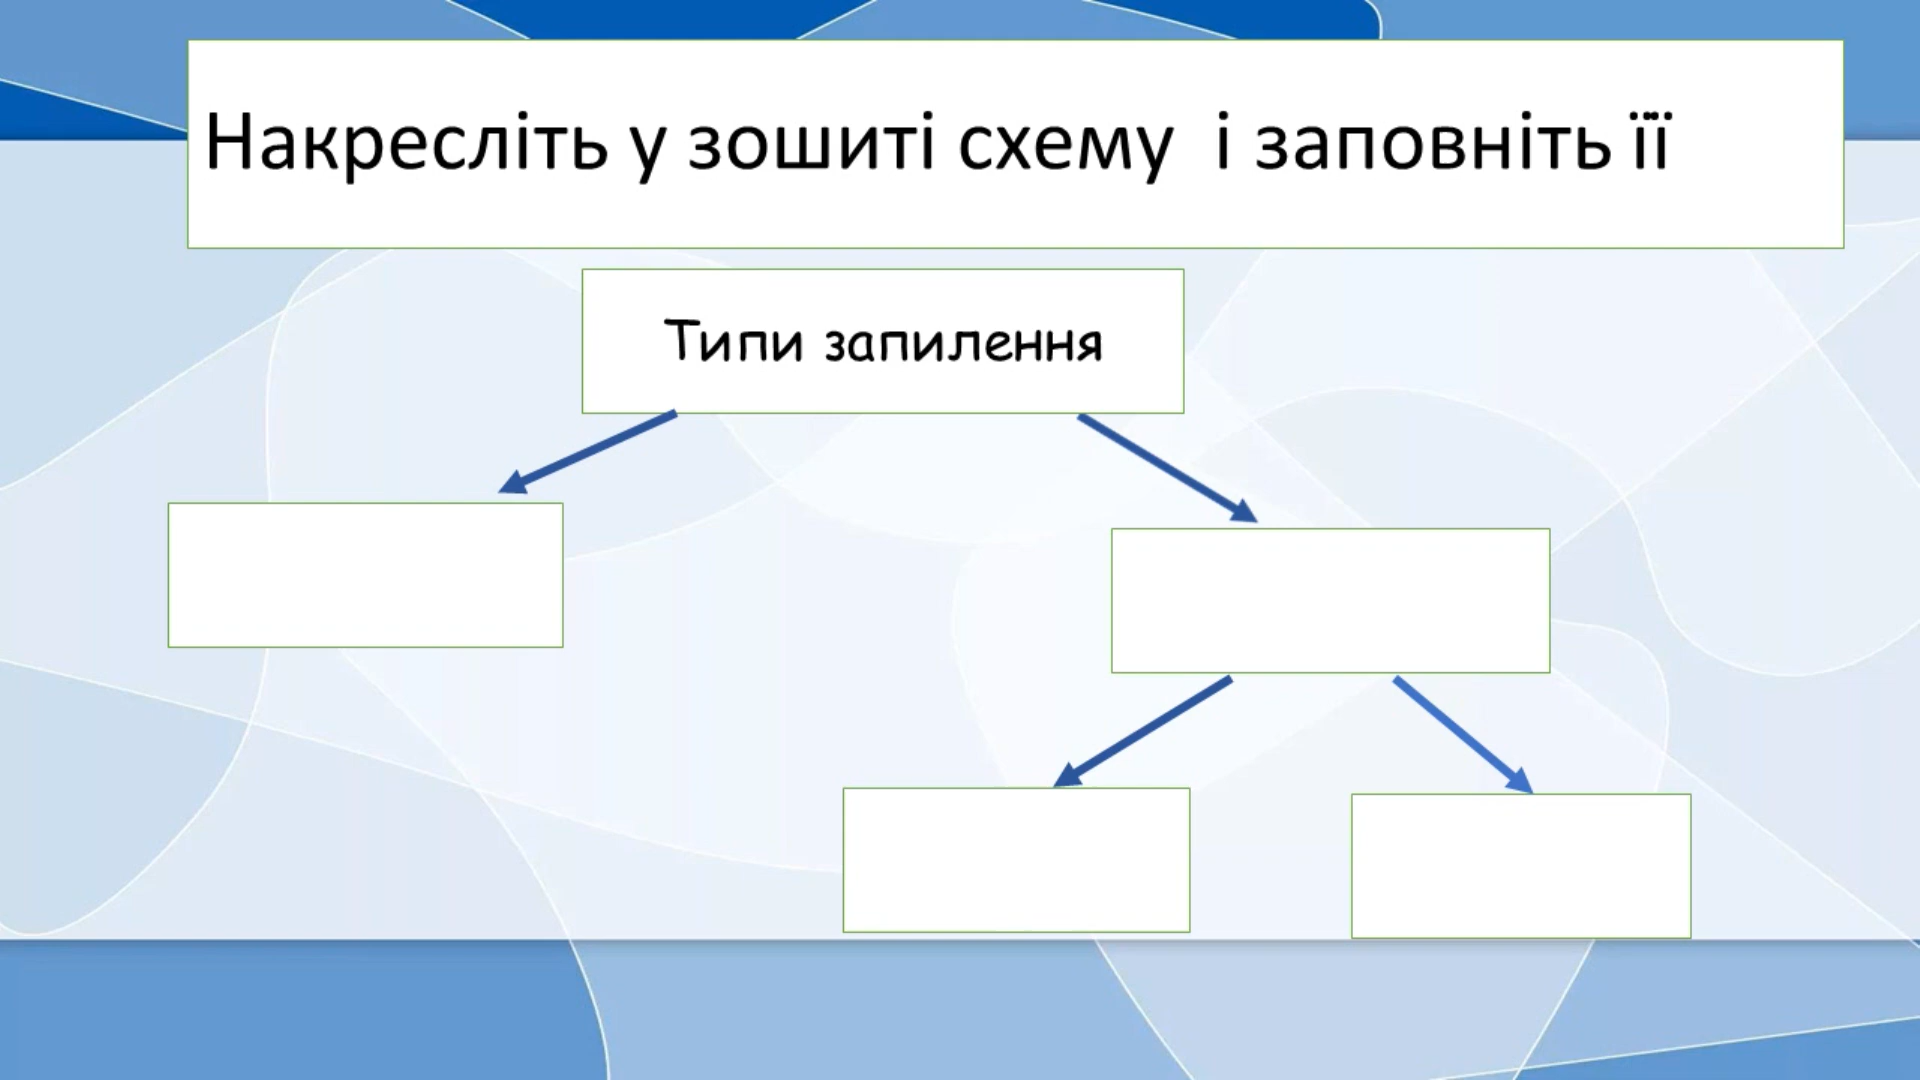 Накресліть у зошиті схему  і заповніть її
Типи запилення